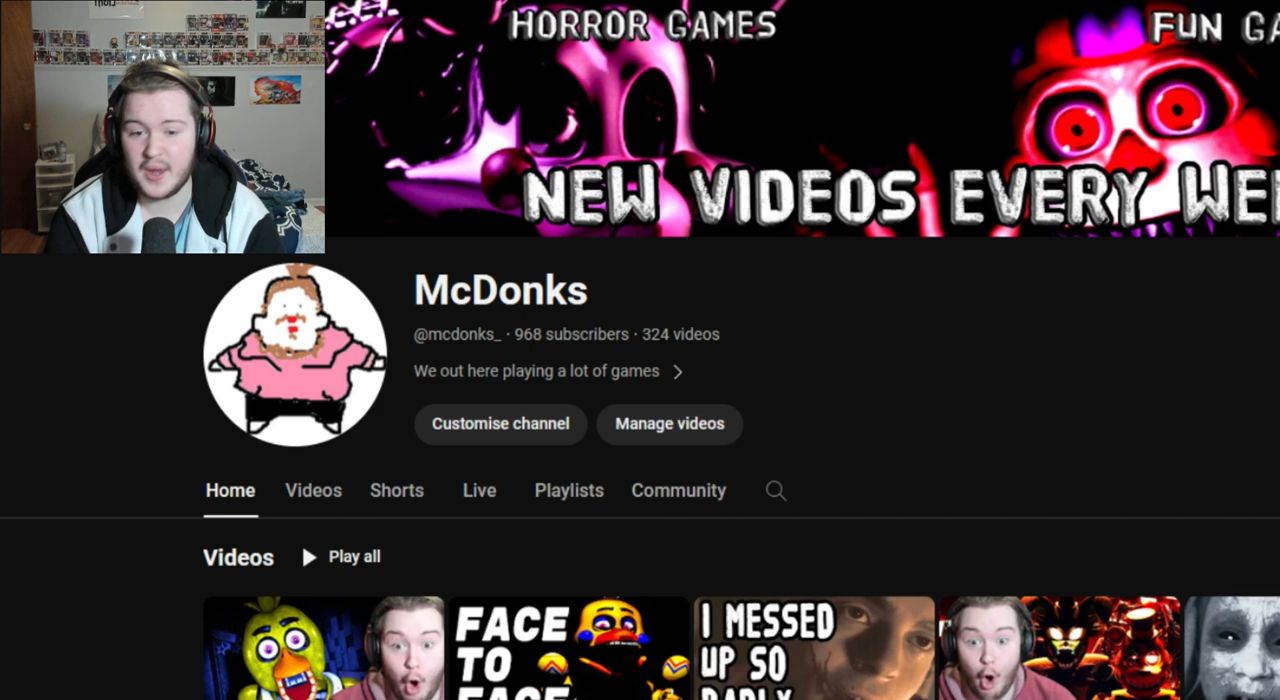 HORROR GAMES
FUN GA
NEW VIDEOS EVERY WE
McDonks
@mcdonks_ · 968 subscribers · 324 videos
We out here playing a lot of games
Customise channel
Manage videos
Home Videos Shorts Live Playlists Community
Videos Play all
FACE
TO
FACE
I MESSED
UP SO
BADLY